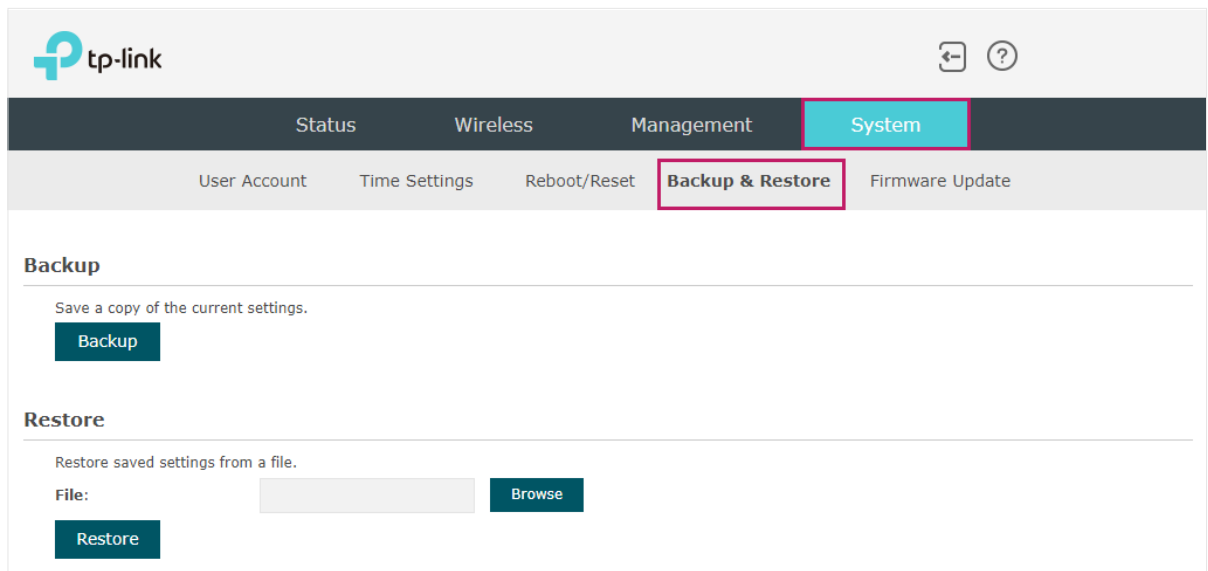 tp-link
Status Wireless Management System
User Account Time Settings Reboot/Reset Backup & Restore Firmware Update
Backup
Save a copy of the current settings.
Backup
Restore
Restore saved settings from a file.
File: Browse
Restore